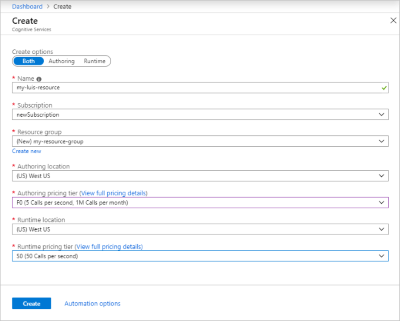 Dashboard > Create
Create
Cognitive Services
Create options
Both Authoring Runtime
* Name
my-luis-resource
* Subscription
newSubscription
* Resource group
(New) my-resource-group
Create new
* Authoring location
(US) West US
* Authoring pricing tier (View full pricing details)
F0 (5 Calls per second, 1M Calls per month)
* Runtime location
(US) West US
* Runtime pricing tier (View full pricing details)
S0 (50 Calls per second)
Create Automation options